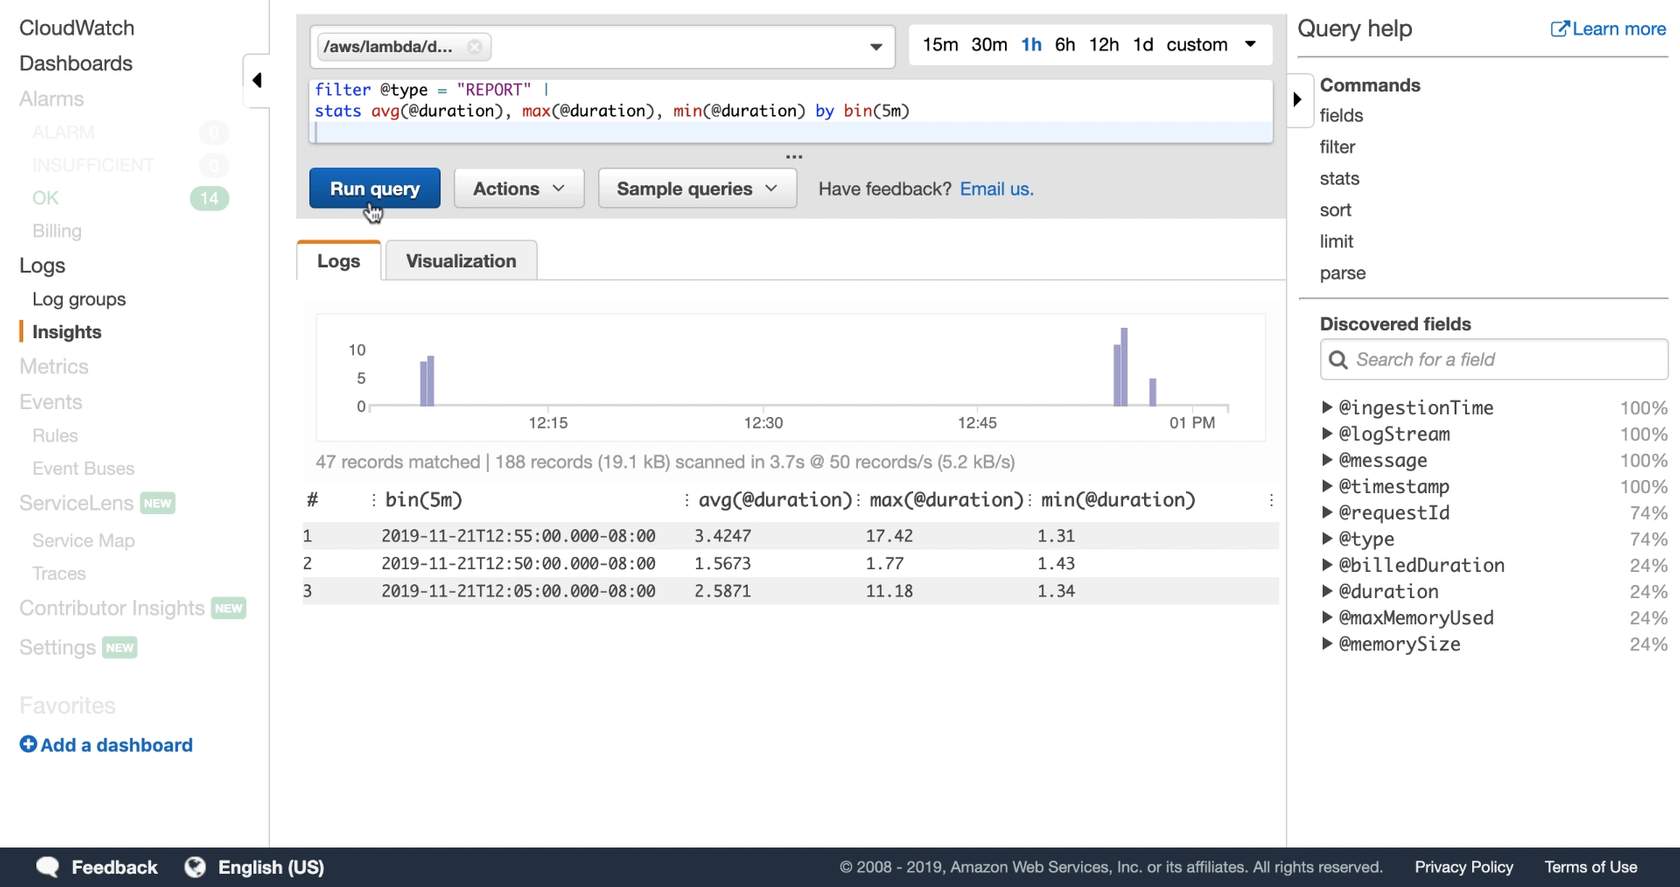 CloudWatch
Dashboards
Alarms
ALARM 0
INSUFFICIENT 0
OK 14
Billing
Logs
Log groups
Insights
Metrics
Events
Rules
Event Buses
ServiceLens NEW
Service Map
Traces
Contributor Insights NEW
Settings NEW
Favorites
Add a dashboard
/aws/lambda/d...
15m 30m 1h 6h 12h 1d custom
filter @type = "REPORT" |
stats avg(@duration), max(@duration), min(@duration) by bin(5m)
Run query Actions Sample queries Have feedback? Email us.
Logs Visualization
10
5
0
12:15 12:30 12:45 01 PM
47 records matched | 188 records (19.1 kB) scanned in 3.7s @ 50 records/s (5.2 kB/s)
# bin(5m) avg(@duration) max(@duration) min(@duration)
1 2019-11-21T12:55:00.000-08:00 3.4247 17.42 1.31
2 2019-11-21T12:50:00.000-08:00 1.5673 1.77 1.43
3 2019-11-21T12:05:00.000-08:00 2.5871 11.18 1.34
Query help Learn more
Commands
fields
filter
stats
sort
limit
parse
Discovered fields
Search for a field
@ingestionTime 100%
@logStream 100%
@message 100%
@timestamp 100%
@requestId 74%
@type 74%
@billedDuration 24%
@duration 24%
@maxMemoryUsed 24%
@memorySize 24%
Feedback English (US) © 2008 - 2019, Amazon Web Services, Inc. or its affiliates. All rights reserved. Privacy Policy Terms of Use